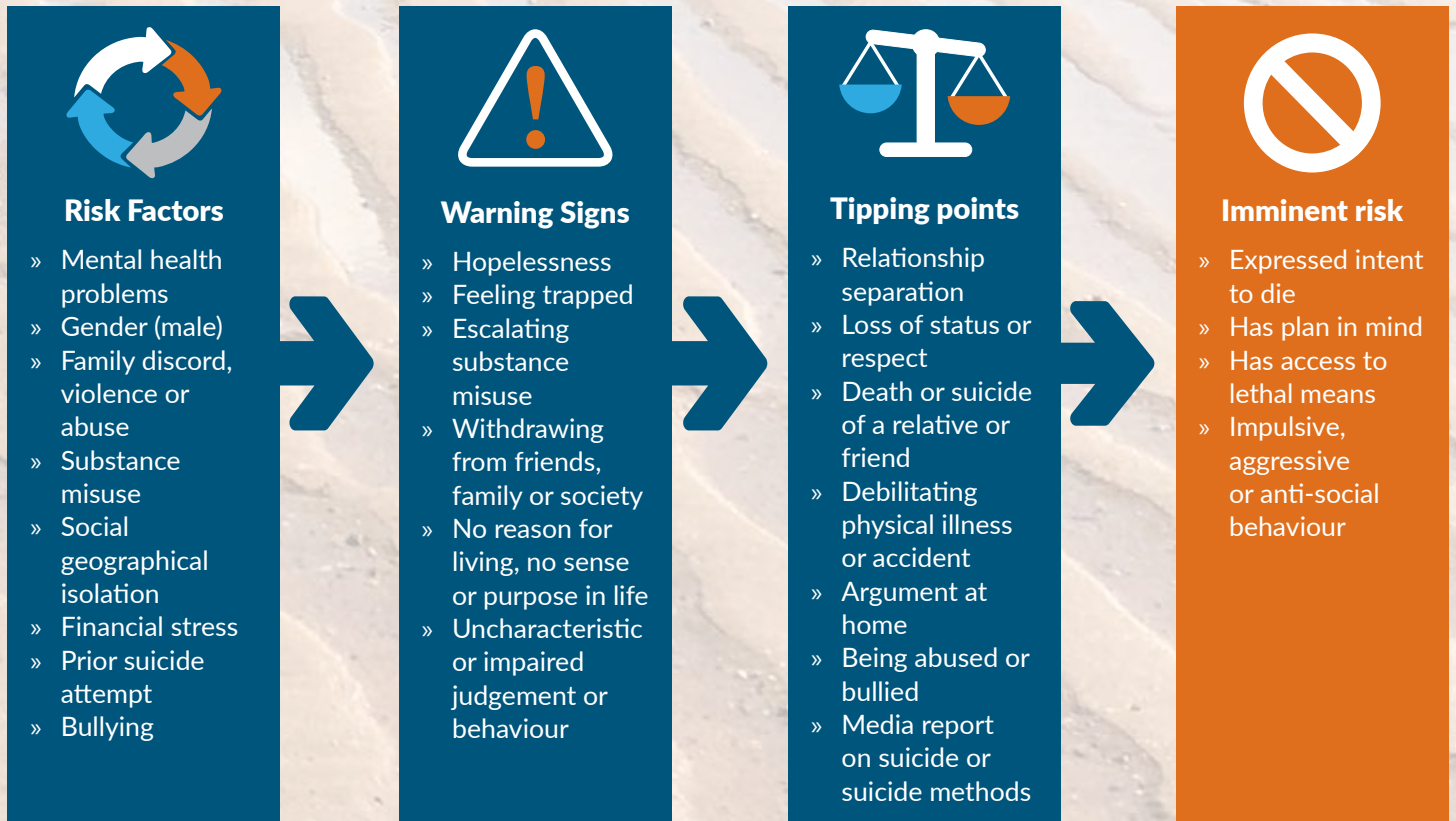 Risk Factors
» Mental health
problems
» Gender (male)
» Family discord,
violence or
abuse
» Substance
misuse
» Social
geographical
isolation
» Financial stress
» Prior suicide
attempt
» Bullying
Warning Signs
» Hopelessness
» Feeling trapped
» Escalating
substance
misuse
» Withdrawing
from friends,
family or society
» No reason for
living, no sense
or purpose in life
» Uncharacteristic
or impaired
judgement or
behaviour
Tipping points
» Relationship
separation
» Loss of status or
respect
» Death or suicide
of a relative or
friend
» Debilitating
physical illness
or accident
» Argument at
home
» Being abused or
bullied
» Media report
on suicide or
suicide methods
Imminent risk
» Expressed intent
to die
» Has plan in mind
» Has access to
lethal means
» Impulsive,
aggressive
or anti-social
behaviour